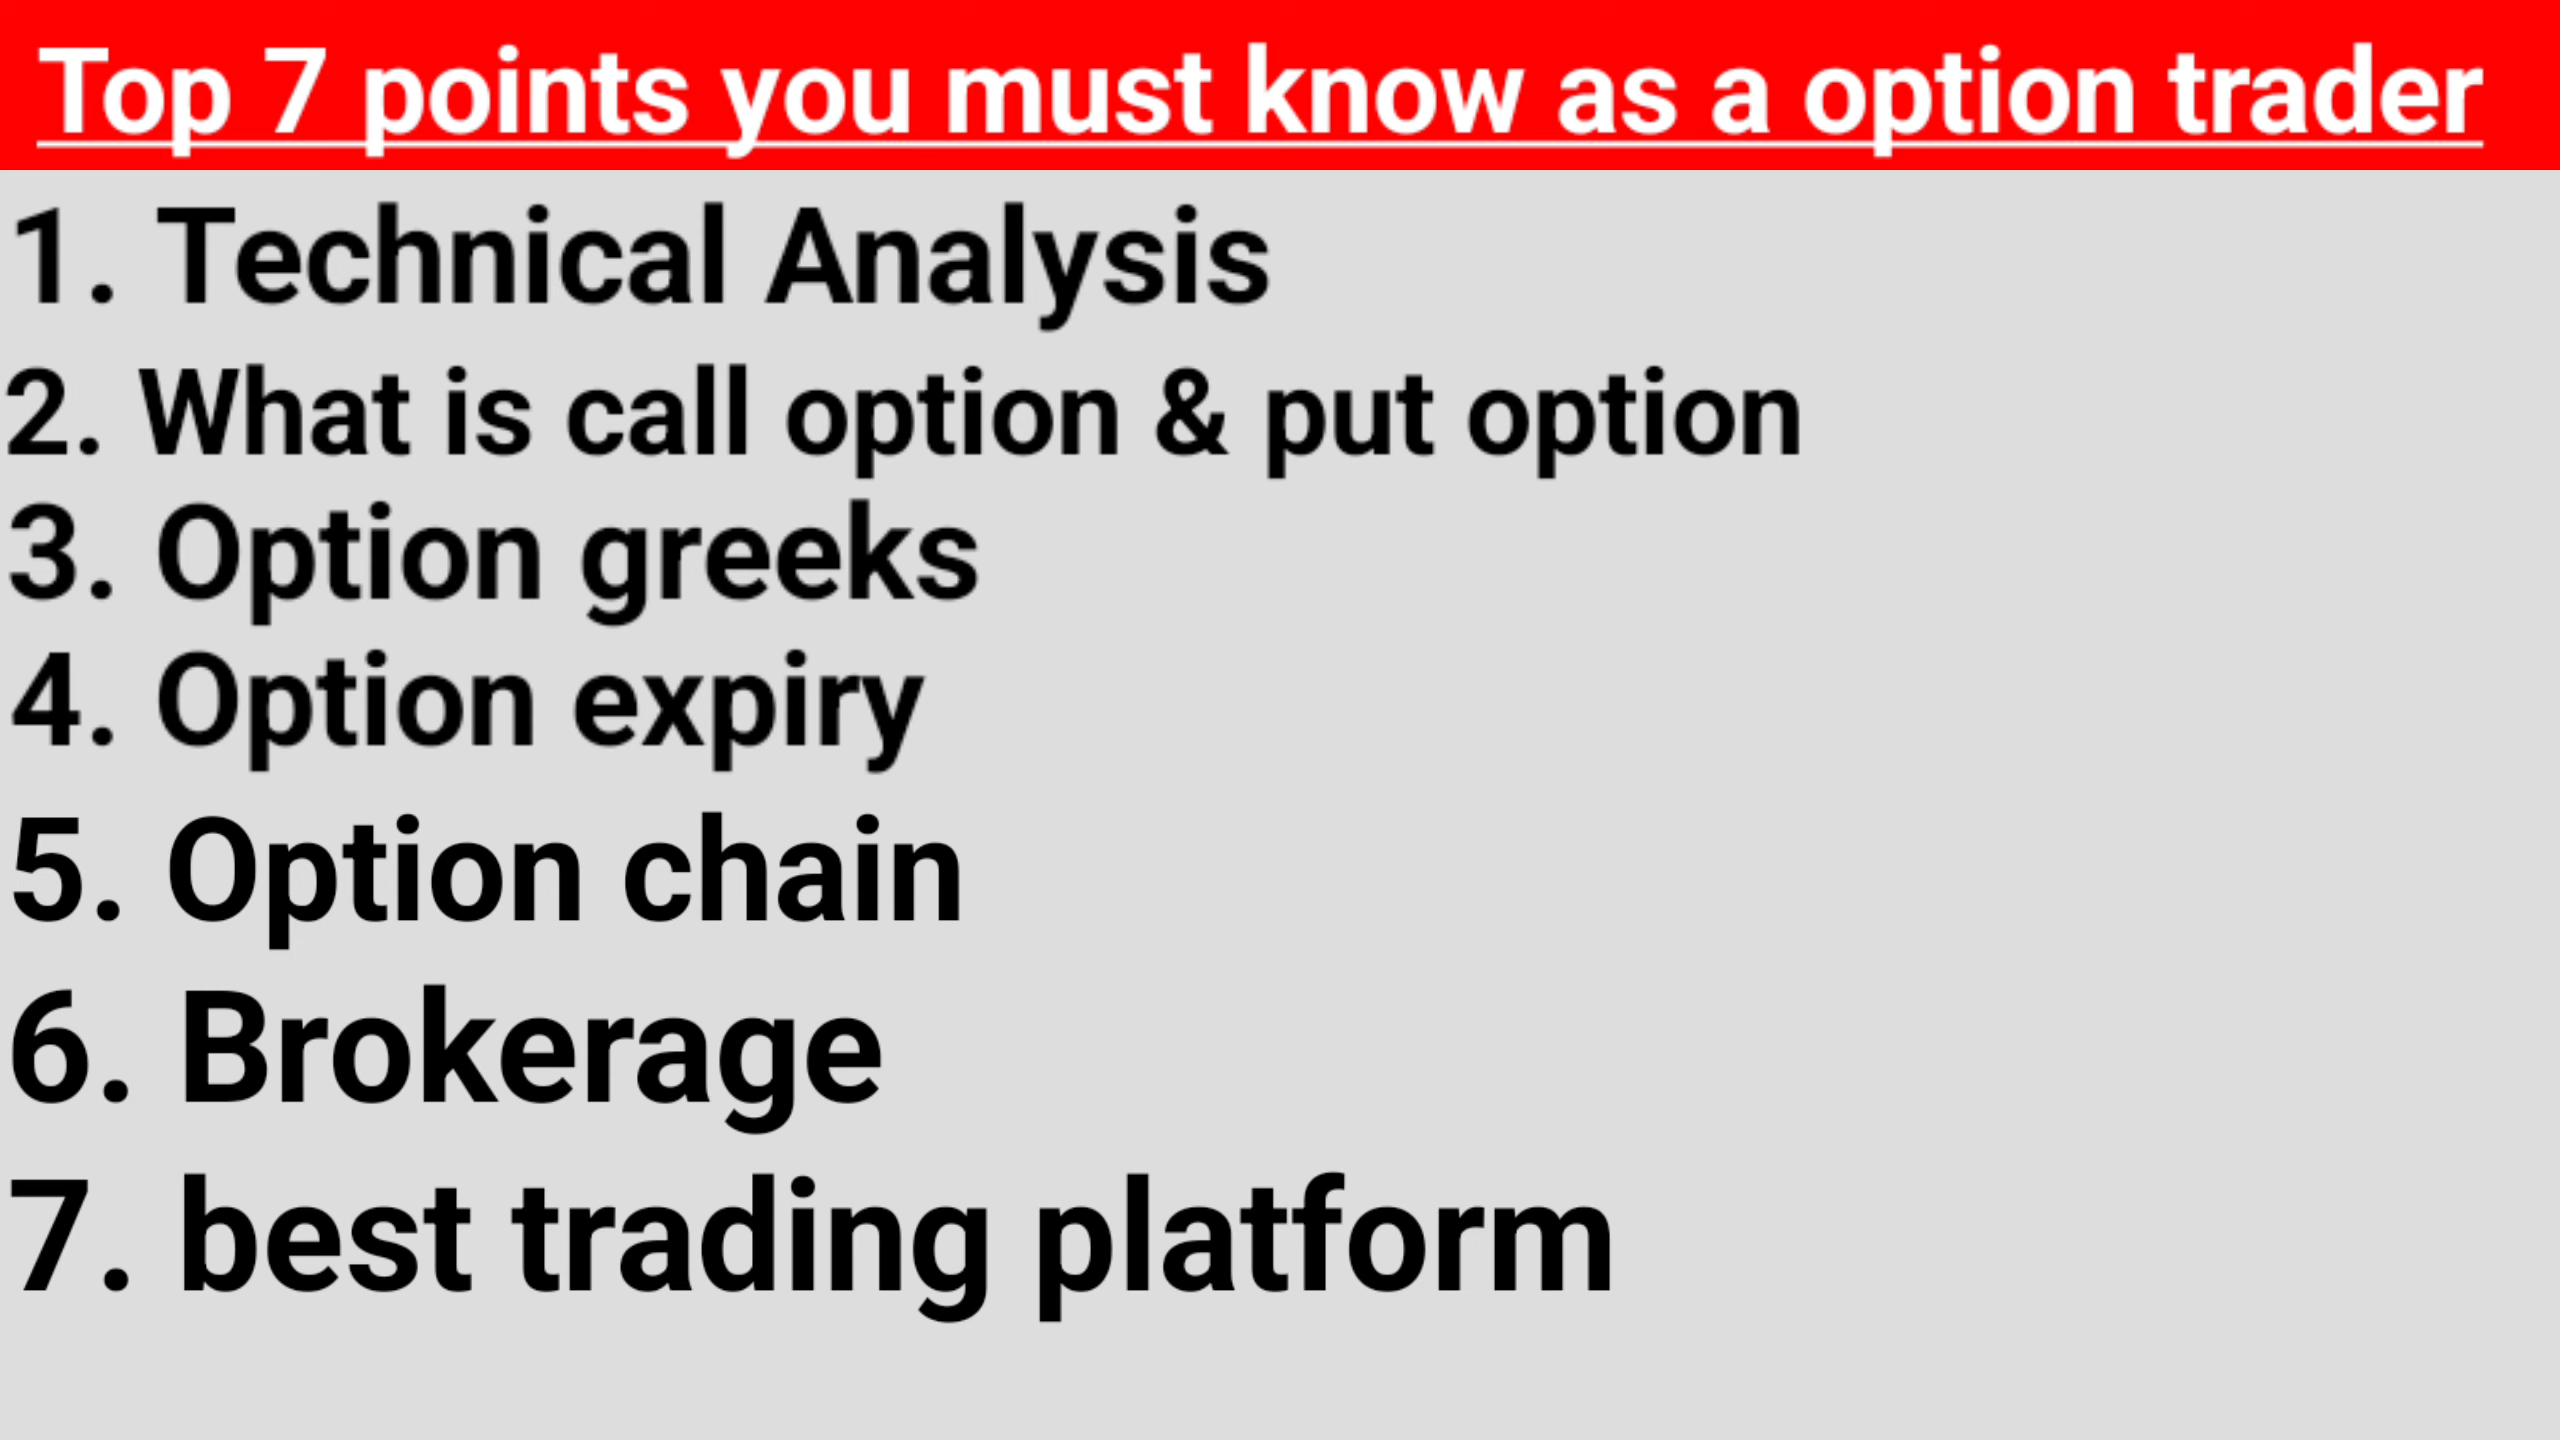 Top 7 points you must know as a option trader
1. Technical Analysis
2. What is call option & put option
3. Option greeks
4. Option expiry
5. Option chain
6. Brokerage
7. best trading platform